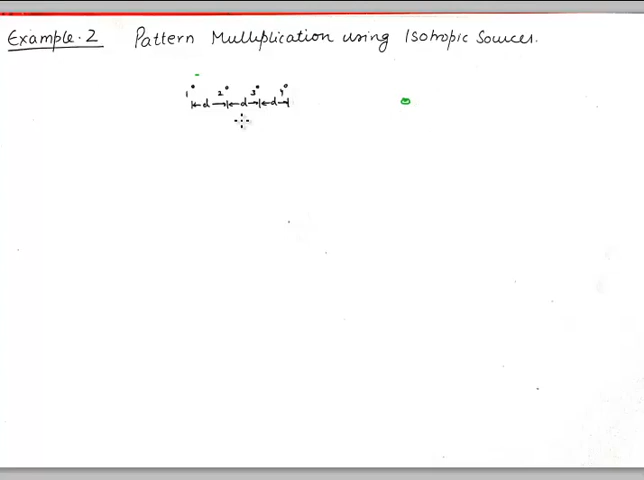 Example. 2 Pattern Multiplication using Isotropic Sources.
1 2 3 4
d d d